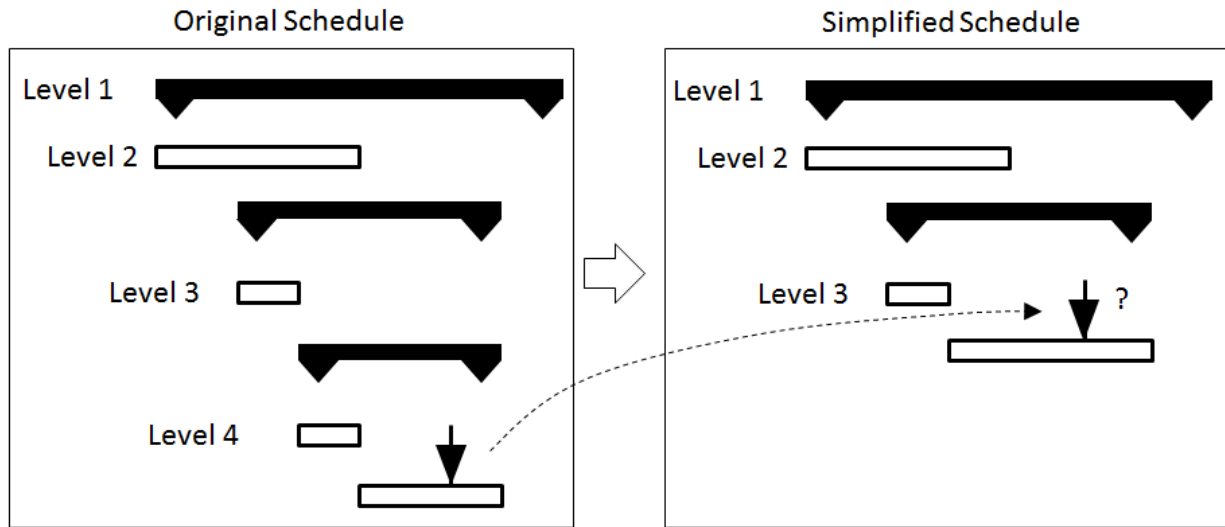 Original Schedule
Level 1
Level 2
Level 3
Level 4
Simplified Schedule
Level 1
Level 2
Level 3
?